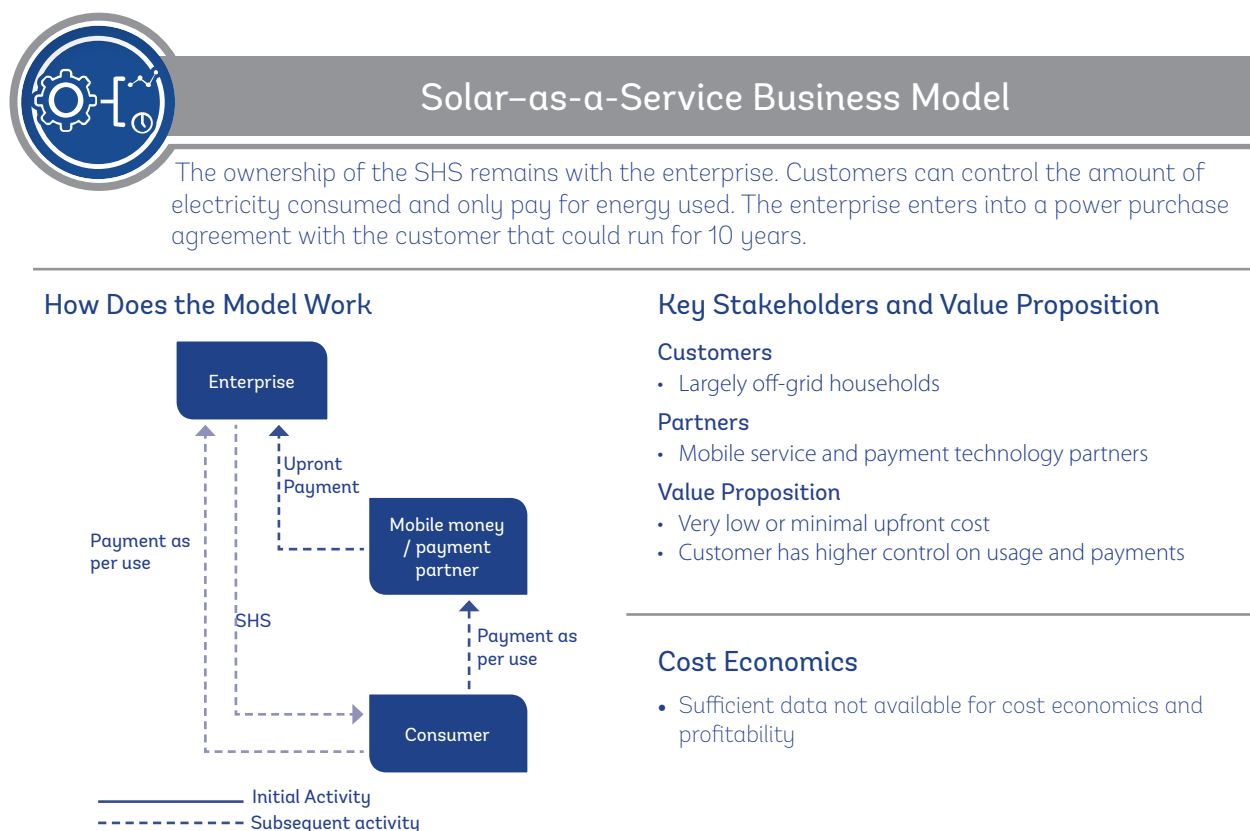 Solar–as-a-Service Business Model
The ownership of the SHS remains with the enterprise. Customers can control the amount of
electricity consumed and only pay for energy used. The enterprise enters into a power purchase
agreement with the customer that could run for 10 years.
How Does the Model Work
Enterprise
Upront
Payment
Mobile money
/ payment
partner
Payment as
per use
SHS
Payment as
per use
Consumer
Initial Activity
Subsequent activity
Key Stakeholders and Value Proposition
Customers
• Largely off-grid households
Partners
• Mobile service and payment technology partners
Value Proposition
• Very low or minimal upfront cost
• Customer has higher control on usage and payments
Cost Economics
• Sufficient data not available for cost economics and
profitability